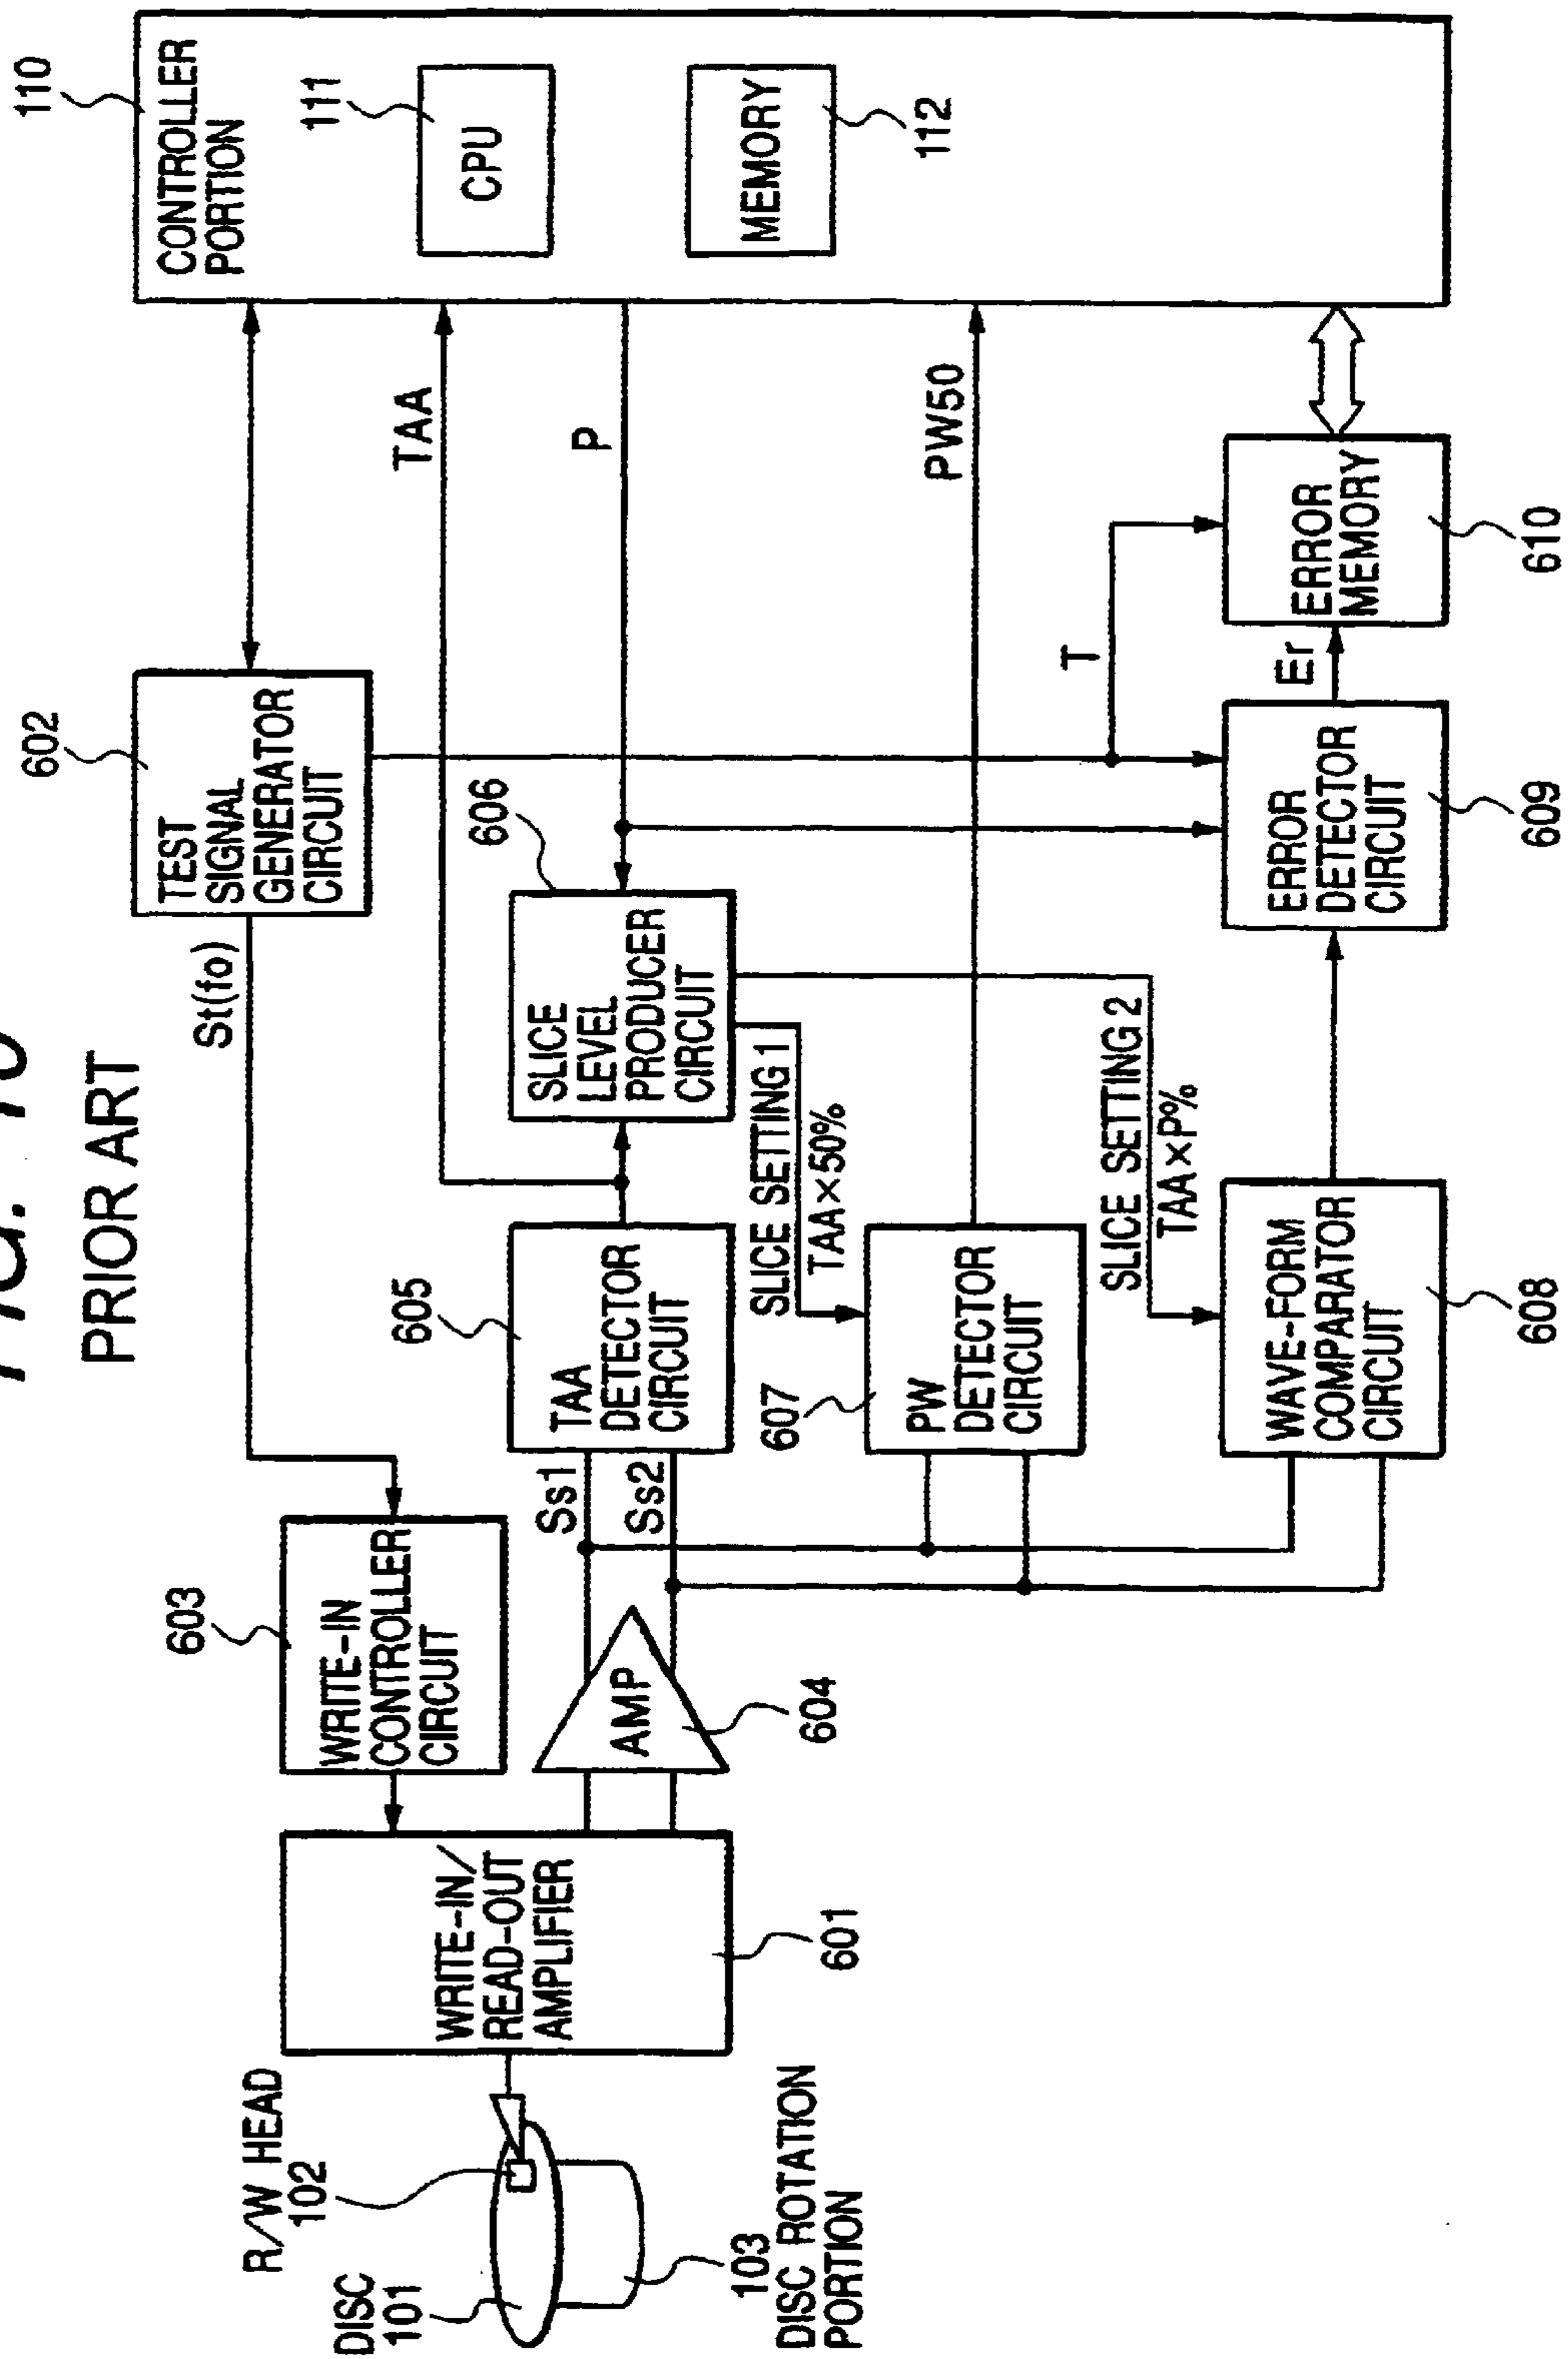 FIG.
PRIOR ART
R/W HEAD
102
DISC
101
103
DISC ROTATION
PORTION
WRITE-IN/
READ-OUT
AMPLIFIER
601
603
WRITE-IN
CONTROLLER
CIRCUIT
AMP
604
St(fo)
Ss1
Ss2
605
TAA
DETECTOR
CIRCUIT
607
PW
DETECTOR
CIRCUIT
WAVE-FORM
COMPARATOR
CIRCUIT
608
602
TEST
SIGNAL
GENERATOR
CIRCUIT
606
SLICE
LEVEL
PRODUCER
CIRCUIT
SLICE SETTING 1
TAA×50%
SLICE SETTING 2
TAA×P%
ERROR
DETECTOR
CIRCUIT
609
TAA
P
PW50
T
Er
ERROR
MEMORY
610
110
CONTROLLER
PORTION
111
CPU
MEMORY
112